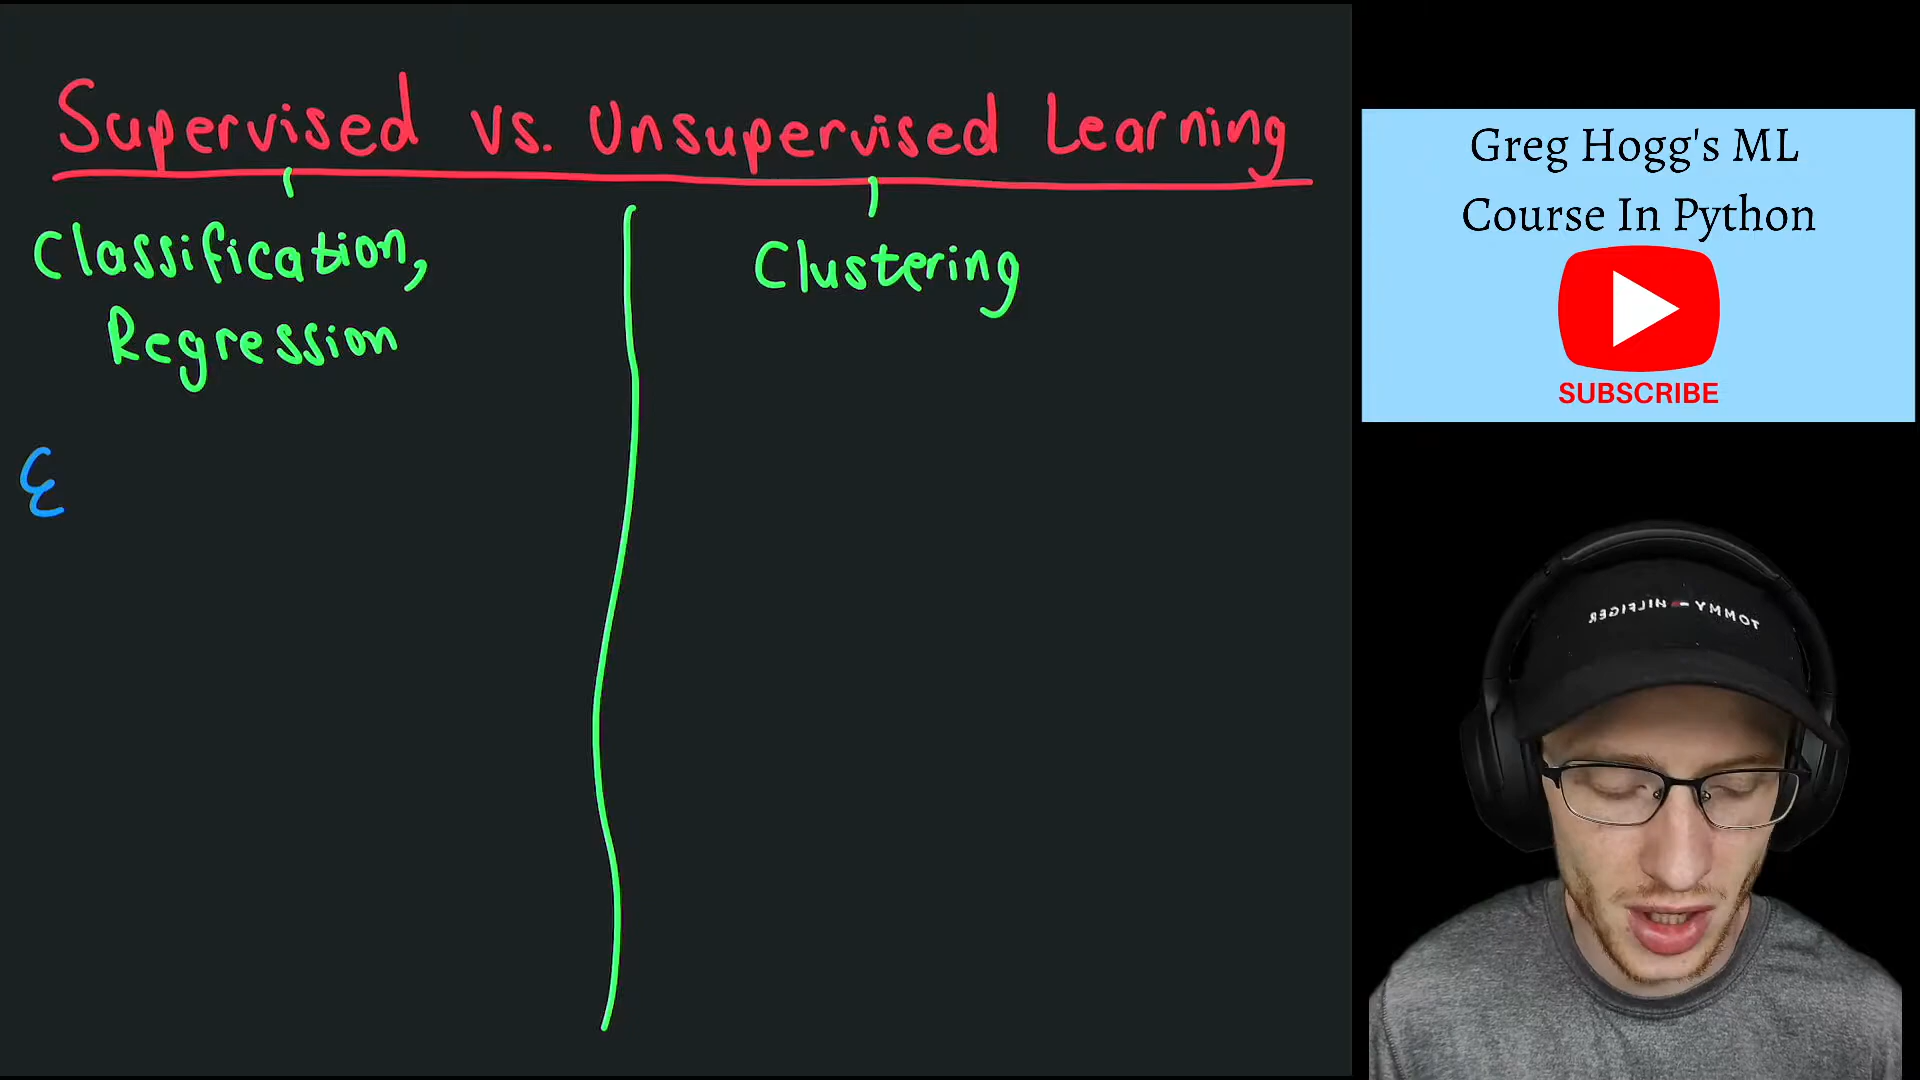 Supervised vs. Unsupervised Learning
Classification,
Regression
Clustering
Ɛ
Greg Hogg's ML
Course In Python
SUBSCRIBE
TOMMY HILFIGER